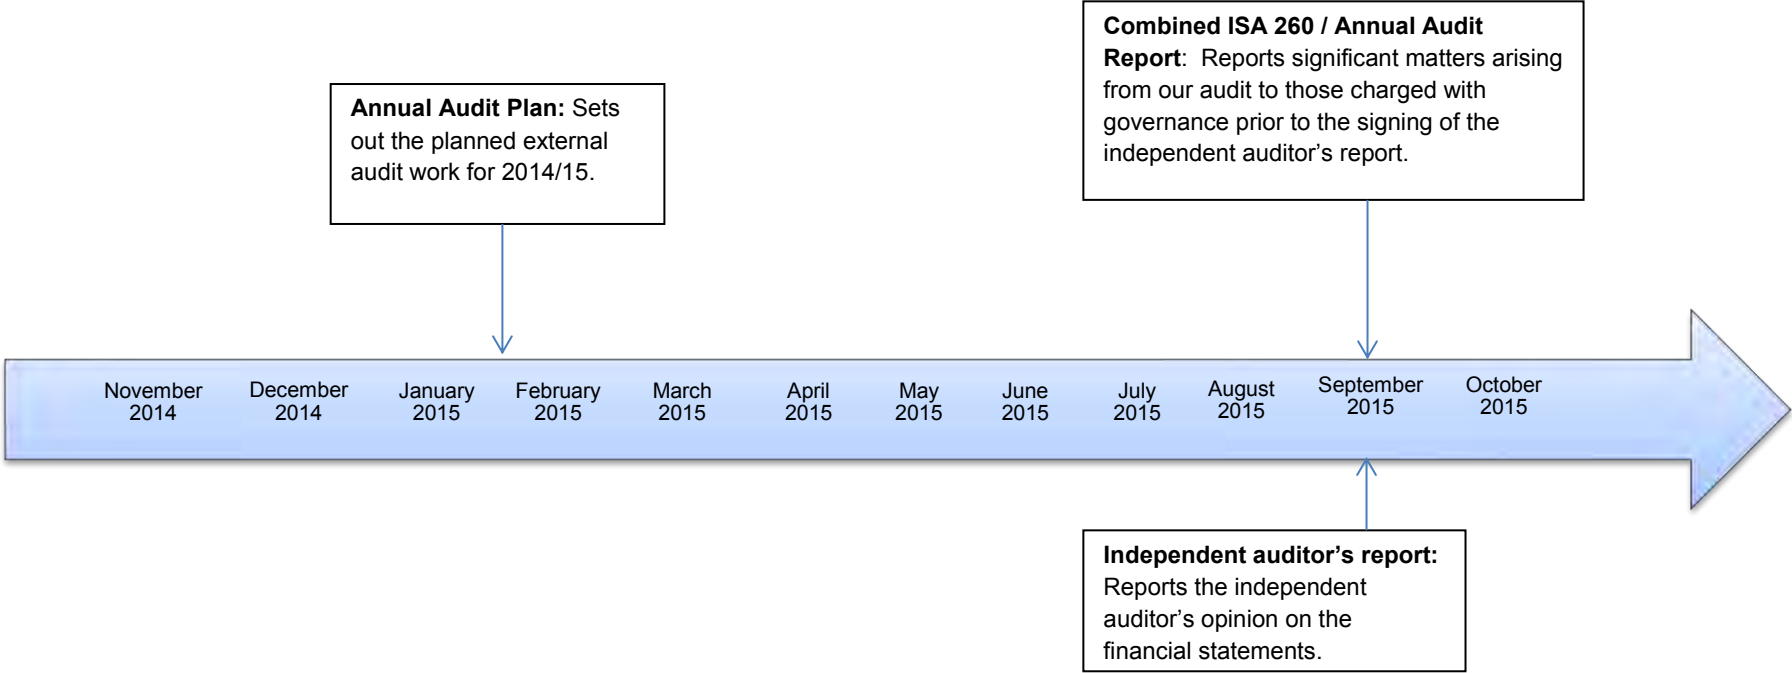 Combined ISA 260 / Annual Audit
Report:  Reports significant matters arising
from our audit to those charged with
governance prior to the signing of the
independent auditor’s report.
Annual Audit Plan: Sets
out the planned external
audit work for 2014/15.
November
2014
December
2014
January
2015
February
2015
March
2015
April
2015
May
2015
June
2015
July
2015
August
2015
September
2015
October
2015
Independent auditor’s report:
Reports the independent
auditor’s opinion on the
financial statements.